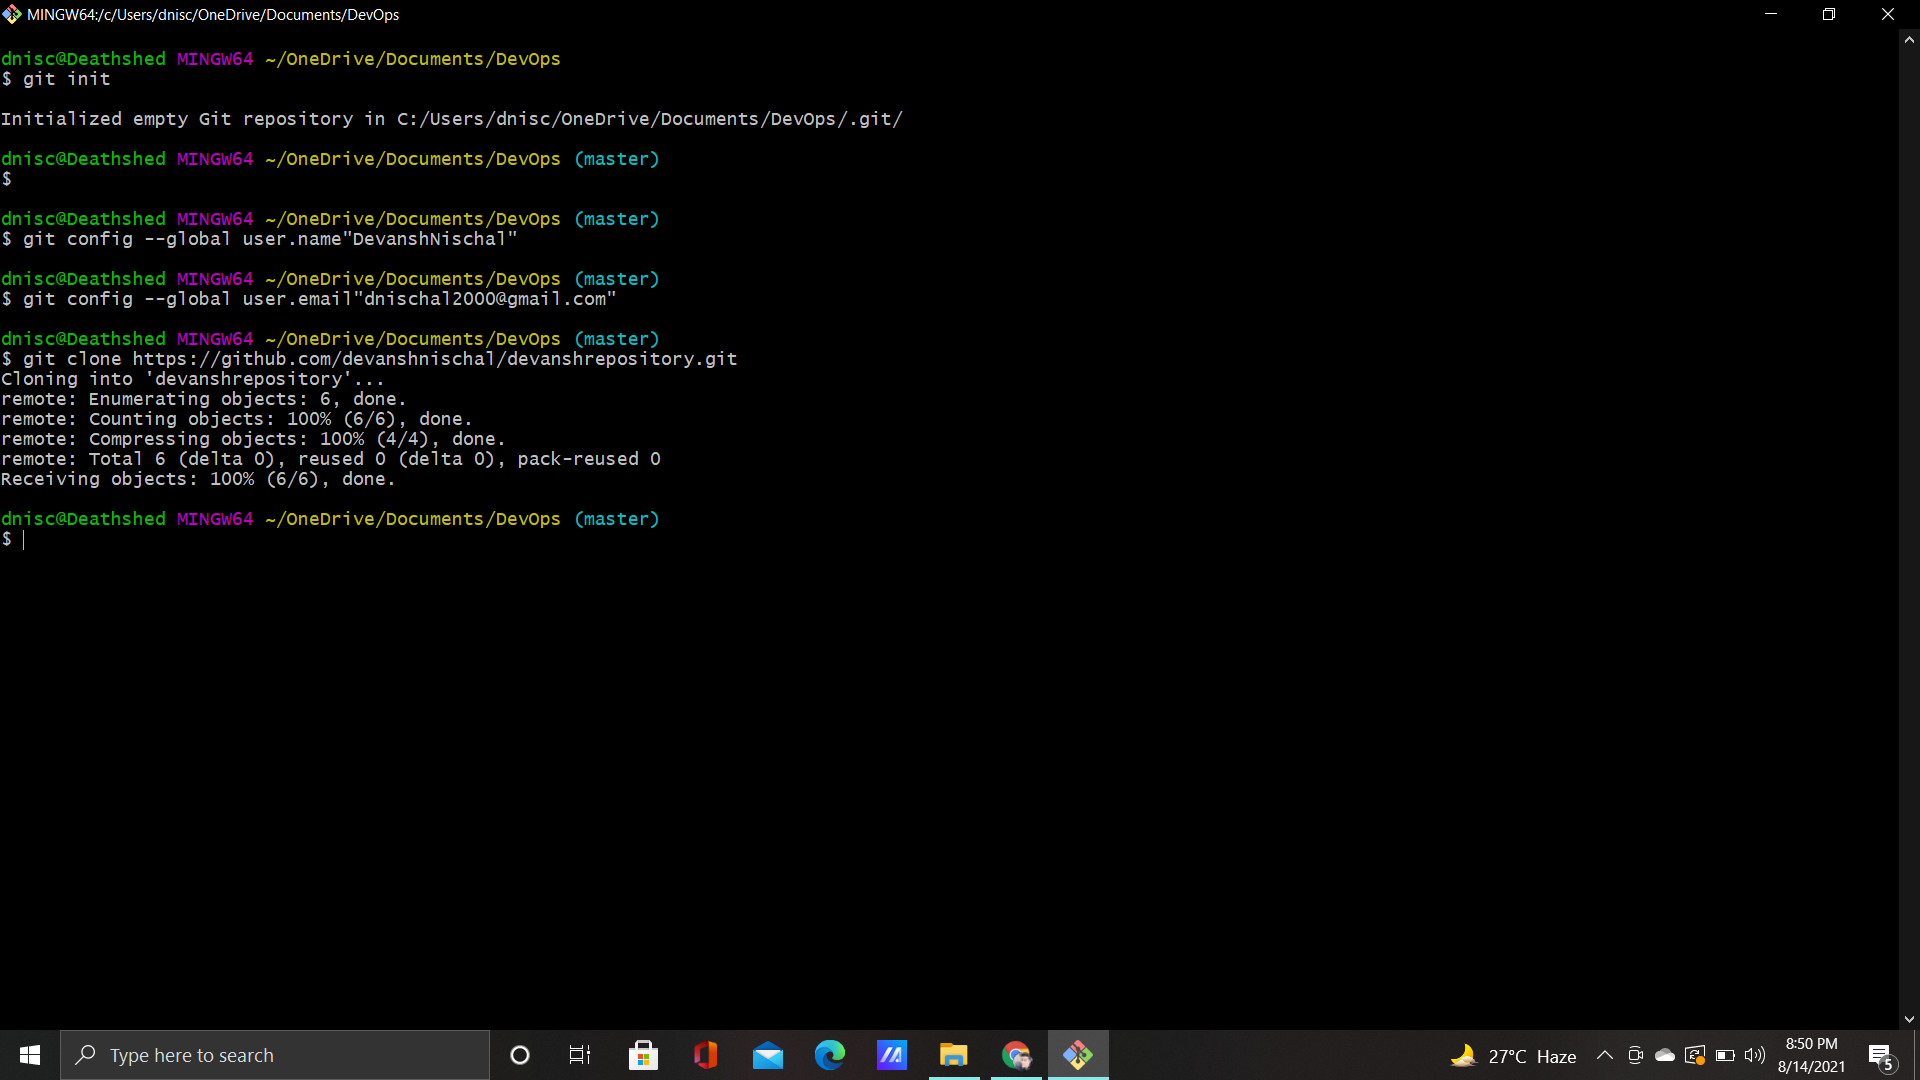 MINGW64:/c/Users/dnisc/OneDrive/Documents/DevOps
dnisc@Deathshed MINGW64 ~/OneDrive/Documents/DevOps
$ git init
Initialized empty Git repository in C:/Users/dnisc/OneDrive/Documents/DevOps/.git/
dnisc@Deathshed MINGW64 ~/OneDrive/Documents/DevOps (master)
$
dnisc@Deathshed MINGW64 ~/OneDrive/Documents/DevOps (master)
$ git config --global user.name"DevanshNischal"
dnisc@Deathshed MINGW64 ~/OneDrive/Documents/DevOps (master)
$ git config --global user.email"dnischal2000@gmail.com"
dnisc@Deathshed MINGW64 ~/OneDrive/Documents/DevOps (master)
$ git clone https://github.com/devanshnischal/devanshrepository.git
Cloning into 'devanshrepository'...
remote: Enumerating objects: 6, done.
remote: Counting objects: 100% (6/6), done.
remote: Compressing objects: 100% (4/4), done.
remote: Total 6 (delta 0), reused 0 (delta 0), pack-reused 0
Receiving objects: 100% (6/6), done.
dnisc@Deathshed MINGW64 ~/OneDrive/Documents/DevOps (master)
$
Type here to search
27°C Haze
8:50 PM
8/14/2021
5